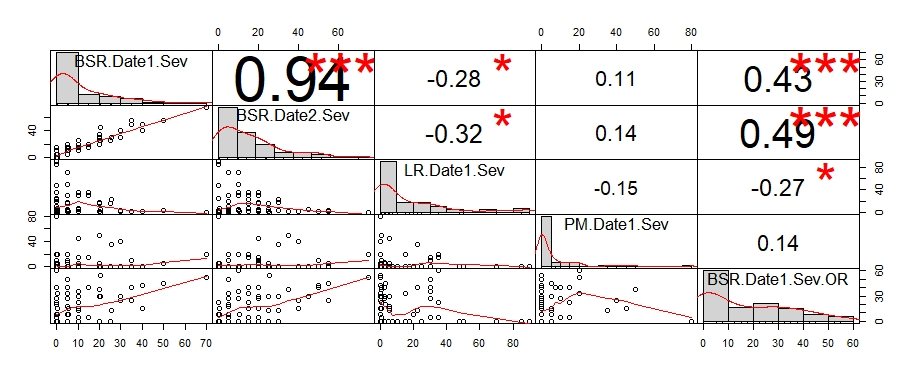 0 20 40 60 0 20 40 60 80
BSR.Date1.Sev 0.94 *** -0.28 * 0.11 0.43 *** 0 30 60
0 40 BSR.Date2.Sev -0.32 * 0.14 0.49 ***
LR.Date1.Sev -0.15 -0.27 * 0 40 80
0 40 80 PM.Date1.Sev 0.14
BSR.Date1.Sev.OR 0 30 60
0 10 20 30 40 50 60 70 0 20 40 60 80 0 10 20 30 40 50 60